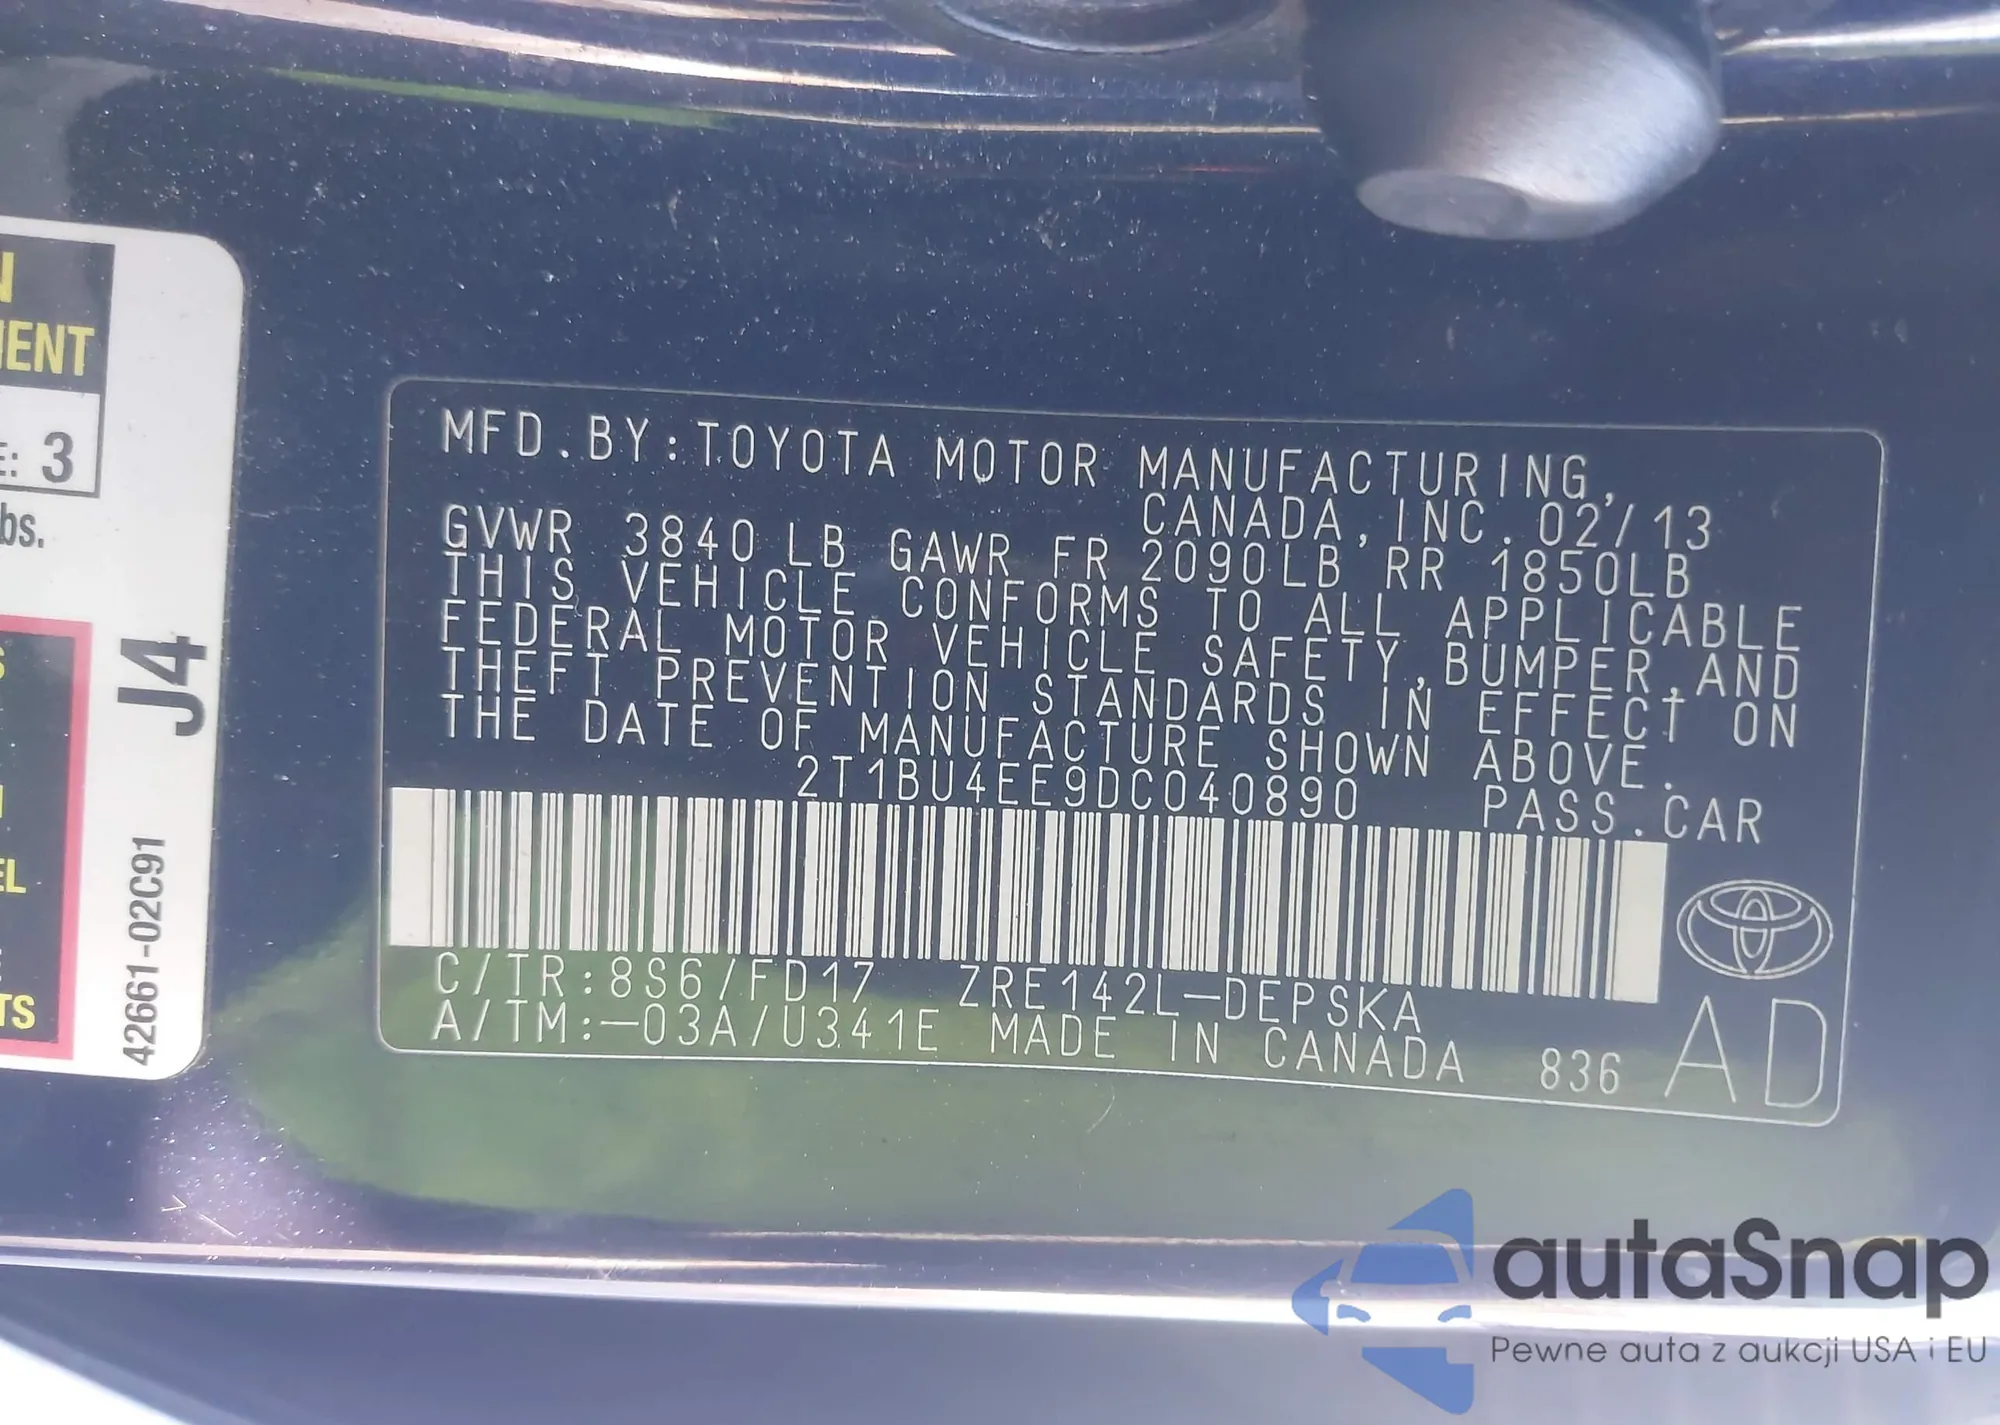 N
MENT
E: 3
bs.
J4
42661-02C91
S
N
EL
TS
MFD.BY:TOYOTA MOTOR MANUFACTURING,
CANADA,INC.02/13
GVWR 3840 LB GAWR FR 2090LB RR 1850LB
THIS VEHICLE CONFORMS TO ALL APPLICABLE
FEDERAL MOTOR VEHICLE SAFETY,BUMPER,AND
THEFT PREVENTION STANDARDS IN EFFECT ON
THE DATE OF MANUFACTURE SHOWN ABOVE.
2T1BU4EE9DC040890 PASS.CAR
C/TR:8S6/FD17 ZRE142L-DEPSKA
A/TM:-03A/U341E MADE IN CANADA 836
AD
autaSnap
Pewne auta z aukcji USA i EU